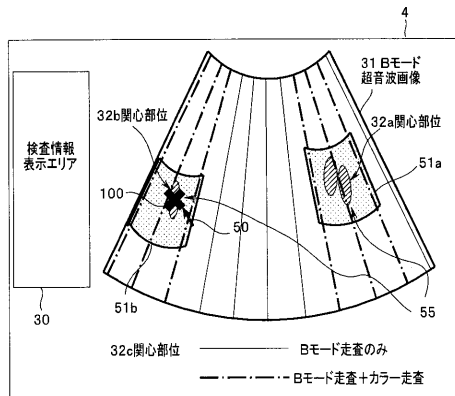 4
31 Bモード
超音波画像
32b関心部位
32a関心部位
検査情報
表示エリア
51a
100
50
51b
55
30
32c関心部位
Bモード走査のみ
Bモード走査+カラー走査